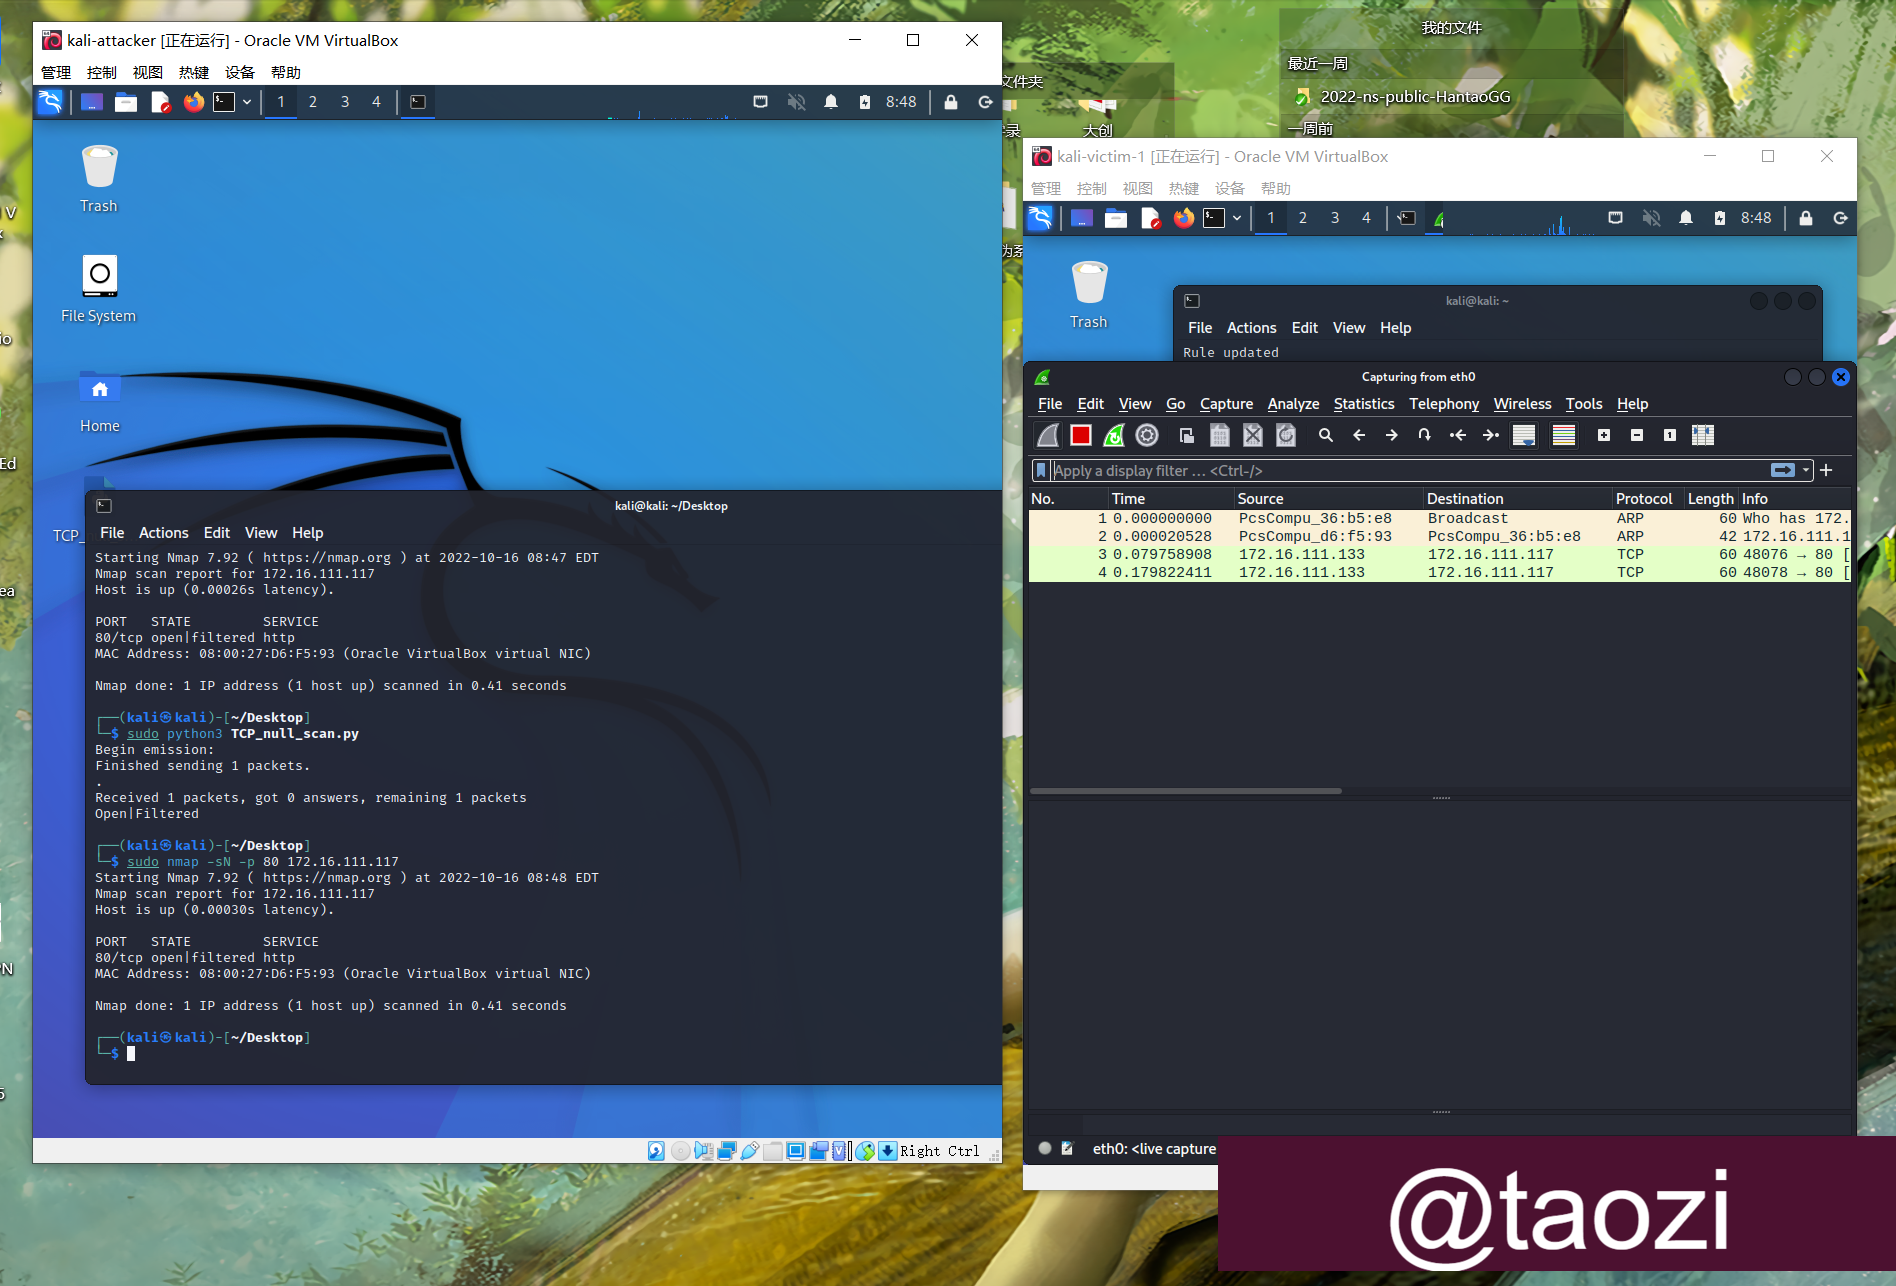 kali-attacker [正在运行] - Oracle VM VirtualBox
管理 控制 视图 热键 设备 帮助
1 2 3 4 8:48
Trash
File System
Home
TCP_
kali@kali: ~/Desktop
File Actions Edit View Help
Starting Nmap 7.92 ( https://nmap.org ) at 2022-10-16 08:47 EDT
Nmap scan report for 172.16.111.117
Host is up (0.00026s latency).
PORT STATE SERVICE
80/tcp open|filtered http
MAC Address: 08:00:27:D6:F5:93 (Oracle VirtualBox virtual NIC)
Nmap done: 1 IP address (1 host up) scanned in 0.41 seconds
┌──(kali㉿kali)-[~/Desktop]
└─$ sudo python3 TCP_null_scan.py
Begin emission:
Finished sending 1 packets.
.
Received 1 packets, got 0 answers, remaining 1 packets
Open|Filtered
┌──(kali㉿kali)-[~/Desktop]
└─$ sudo nmap -sN -p 80 172.16.111.117
Starting Nmap 7.92 ( https://nmap.org ) at 2022-10-16 08:48 EDT
Nmap scan report for 172.16.111.117
Host is up (0.00030s latency).
PORT STATE SERVICE
80/tcp open|filtered http
MAC Address: 08:00:27:D6:F5:93 (Oracle VirtualBox virtual NIC)
Nmap done: 1 IP address (1 host up) scanned in 0.41 seconds
┌──(kali㉿kali)-[~/Desktop]
└─$
Right Ctrl
我的文件
最近一周
2022-ns-public-HantaoGG
一周前
文件夹
大创
kali-victim-1 [正在运行] - Oracle VM VirtualBox
管理 控制 视图 热键 设备 帮助
1 2 3 4 8:48
Trash
kali@kali: ~
File Actions Edit View Help
Rule updated
Capturing from eth0
File Edit View Go Capture Analyze Statistics Telephony Wireless Tools Help
Apply a display filter … <Ctrl-/>
No. Time Source Destination Protocol Length Info
1 0.000000000 PcsCompu_36:b5:e8 Broadcast ARP 60 Who has 172.
2 0.000020528 PcsCompu_d6:f5:93 PcsCompu_36:b5:e8 ARP 42 172.16.111.1
3 0.079758908 172.16.111.133 172.16.111.117 TCP 60 48076 → 80 [
4 0.179822411 172.16.111.133 172.16.111.117 TCP 60 48078 → 80 [
eth0: <live capture
@taozi